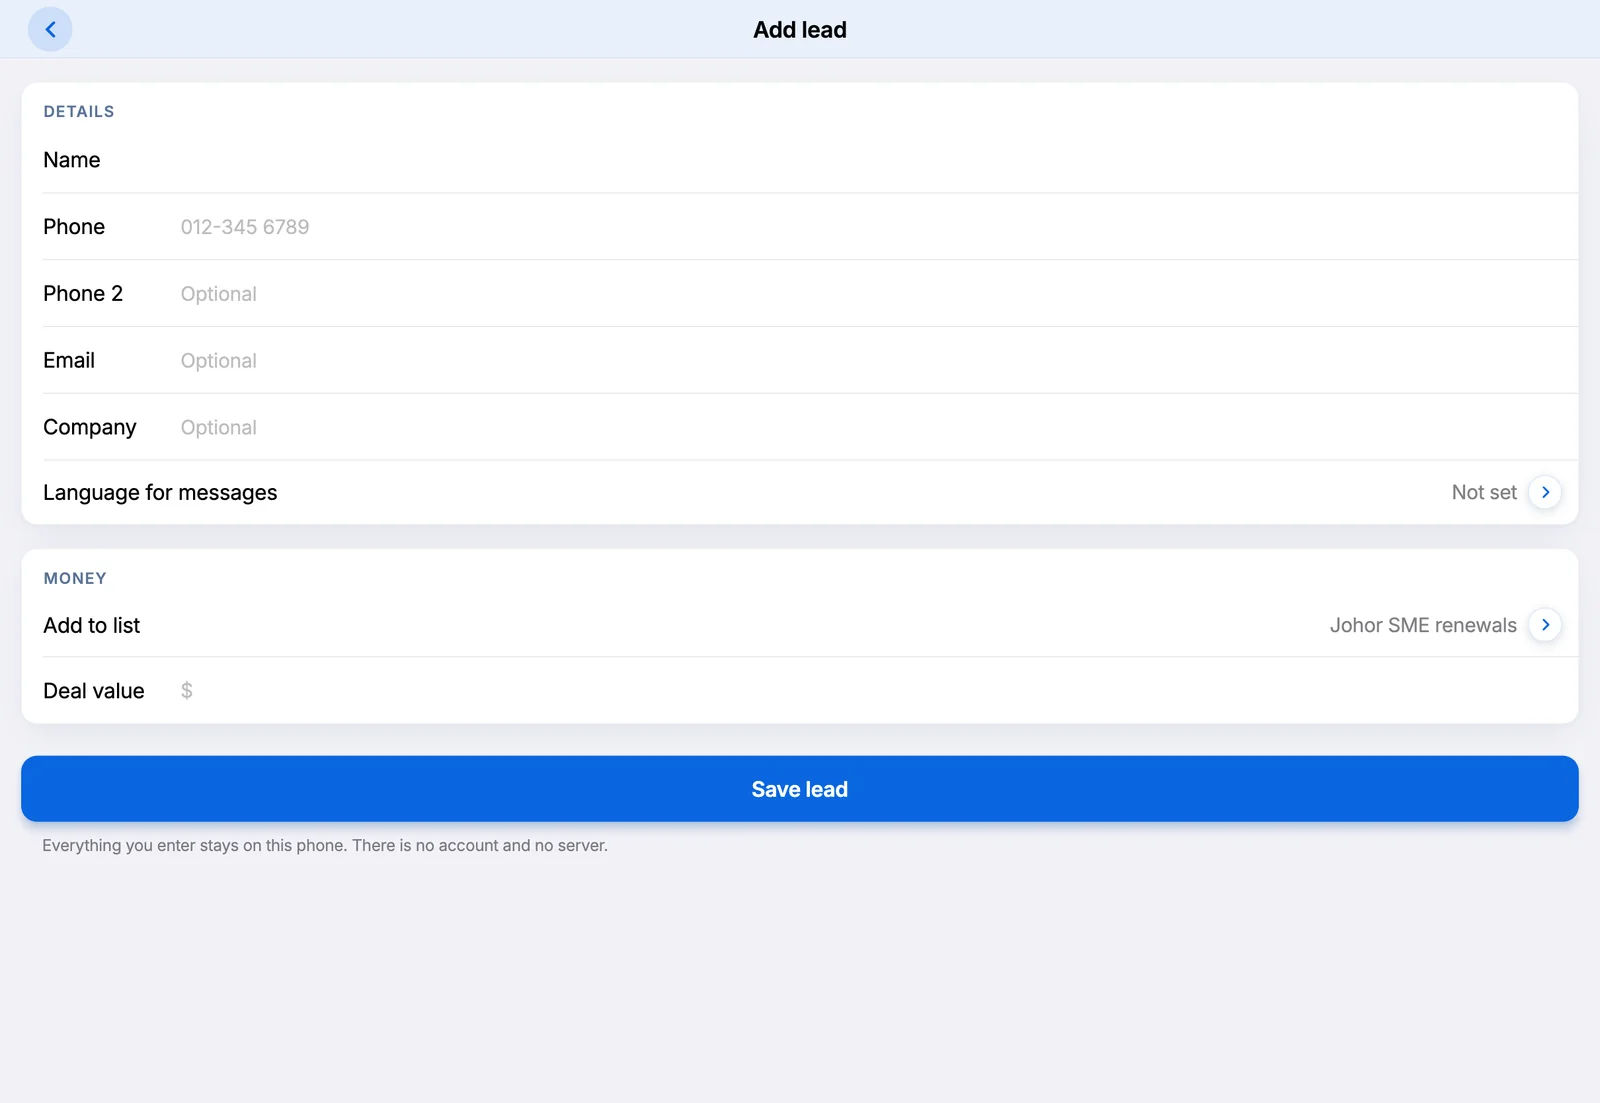 Add lead
DETAILS
Name
Phone 012-345 6789
Phone 2 Optional
Email Optional
Company Optional
Language for messages Not set
MONEY
Add to list Johor SME renewals
Deal value $
Save lead
Everything you enter stays on this phone. There is no account and no server.